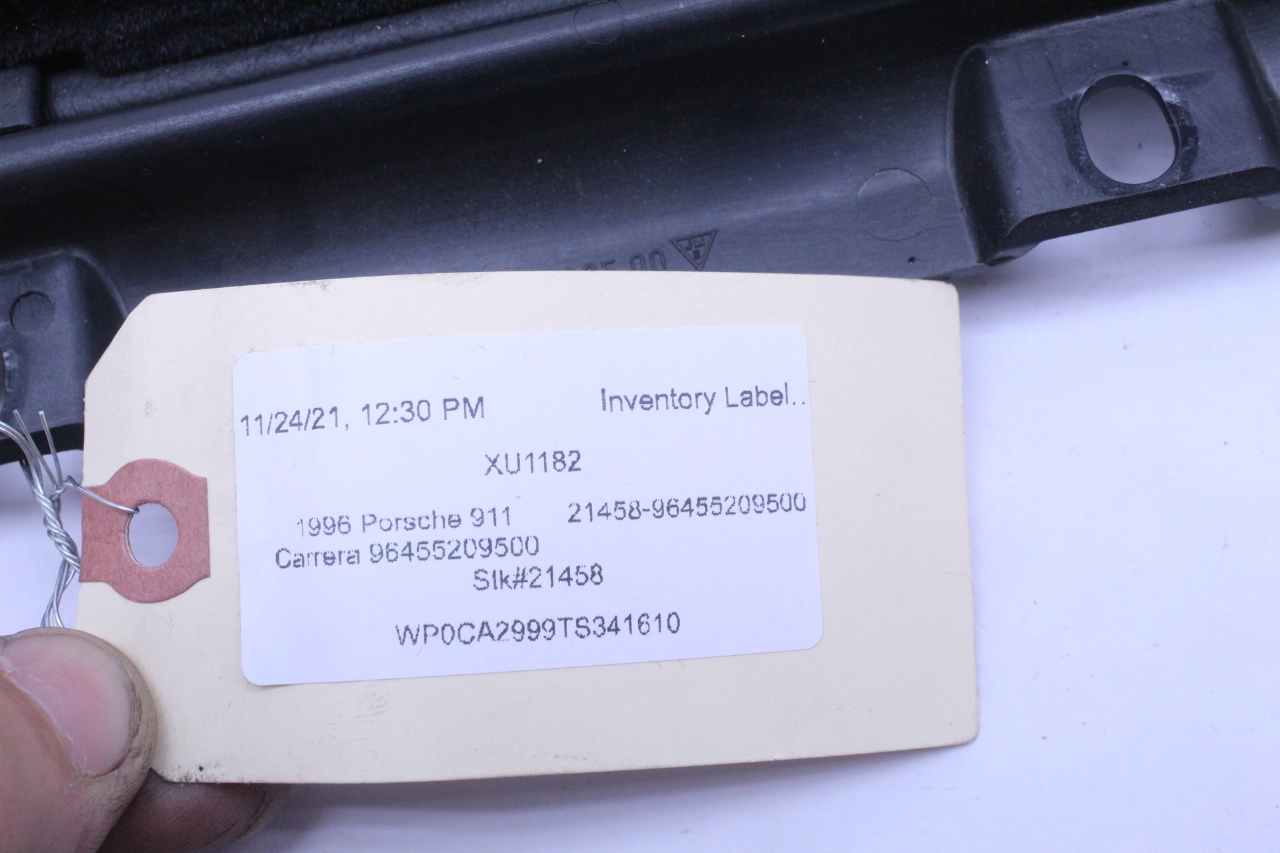 11/24/21, 12:30 PM Inventory Label..
XU1182
1996 Porsche 911 21458-96455209500
Carrera 96455209500
Stk#21458
WP0CA2999TS341610